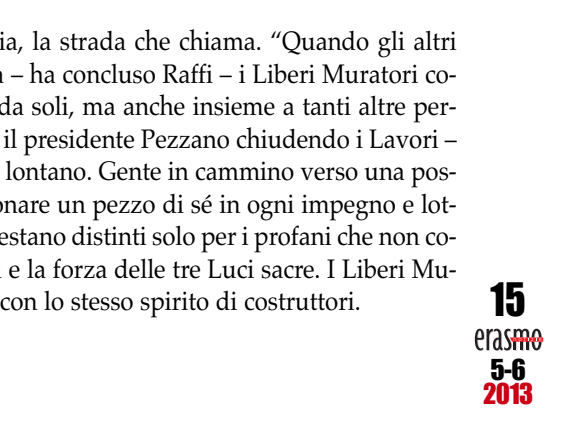 ia, la strada che chiama. “Quando gli altri
– ha concluso Raffi – i Liberi Muratori co-
da soli, ma anche insieme a tanti altre per-
il presidente Pezzano chiudendo i Lavori –
lontano. Gente in cammino verso una pos-
onare un pezzo di sé in ogni impegno e lot-
estano distinti solo per i profani che non co-
e la forza delle tre Luci sacre. I Liberi Mu-
con lo stesso spirito di costruttori.
15
erasmo
5-6
2013